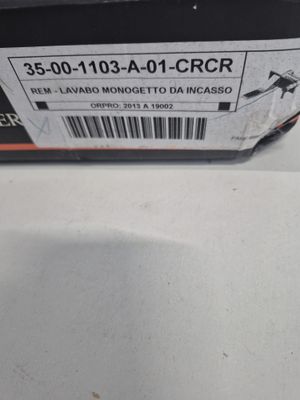 35-00-1103-A-01-CRCR
REM - LAVABO MONOGETTO DA INCASSO
ORPRO: 2013 A 19002